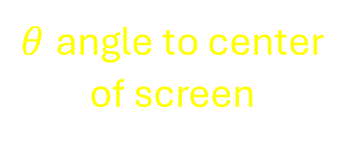 θ angle to center
of screen